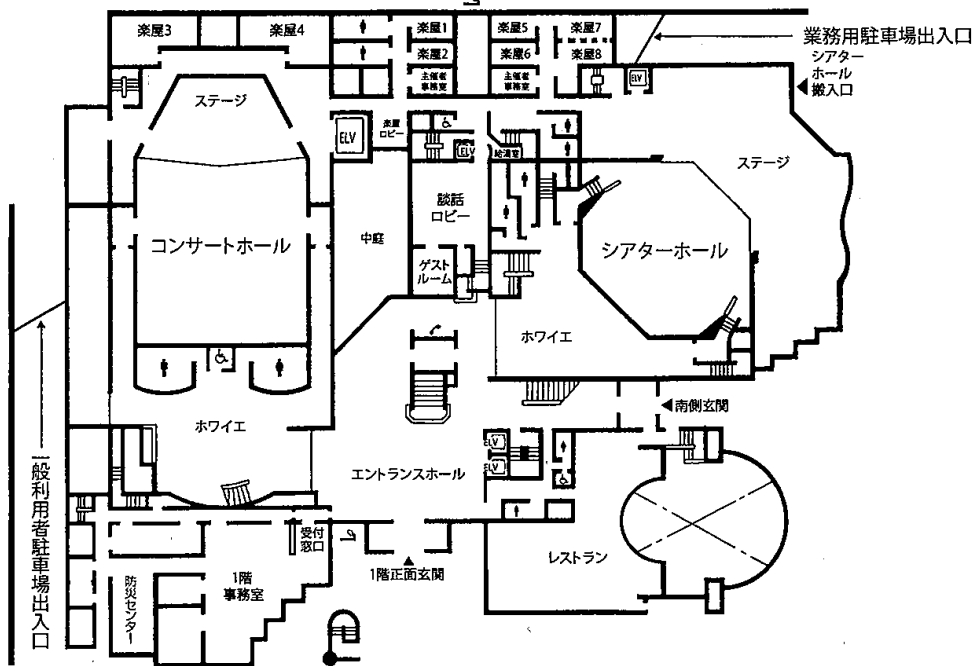 楽屋3
楽屋4
楽屋1
楽屋5
楽屋7
業務用駐車場出入口
楽屋2
楽屋6
楽屋8
主催者
事務室
主催者
事務室
ELV
シアター
ホール
搬入口
ステージ
ELV
楽屋
ロビー
ELV
給湯室
ステージ
談話
ロビー
コンサートホール
中庭
シアターホール
ゲスト
ルーム
ホワイエ
南側玄関
ホワイエ
エントランスホール
ELV
ELV
一般利用者駐車場出入口
受付
窓口
1階正面玄関
レストラン
防災センター
1階
事務室